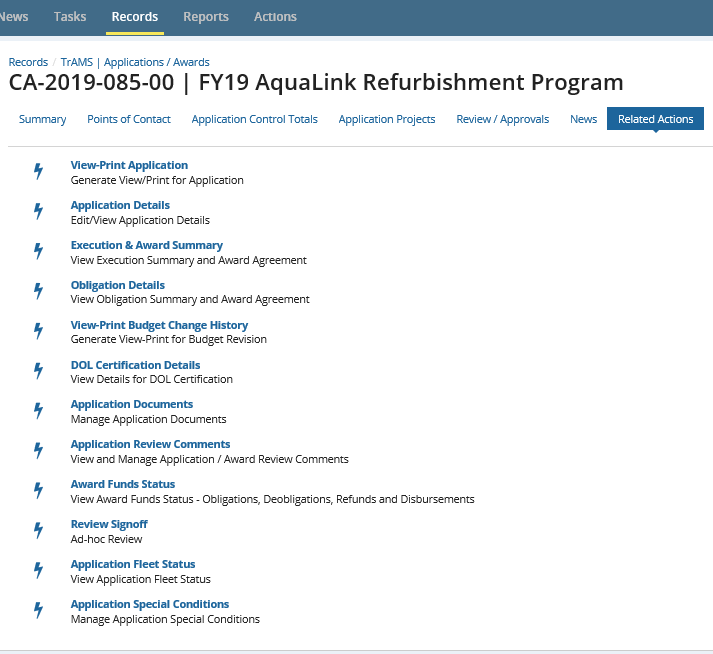 News Tasks Records Reports Actions
Records / TrAMS | Applications / Awards
CA-2019-085-00 | FY19 AquaLink Refurbishment Program
Summary Points of Contact Application Control Totals Application Projects Review / Approvals News Related Actions
View-Print Application
Generate View/Print for Application
Application Details
Edit/View Application Details
Execution & Award Summary
View Execution Summary and Award Agreement
Obligation Details
View Obligation Summary and Award Agreement
View-Print Budget Change History
Generate View-Print for Budget Revision
DOL Certification Details
View Details for DOL Certification
Application Documents
Manage Application Documents
Application Review Comments
View and Manage Application / Award Review Comments
Award Funds Status
View Award Funds Status - Obligations, Deobligations, Refunds and Disbursements
Review Signoff
Ad-hoc Review
Application Fleet Status
View Application Fleet Status
Application Special Conditions
Manage Application Special Conditions